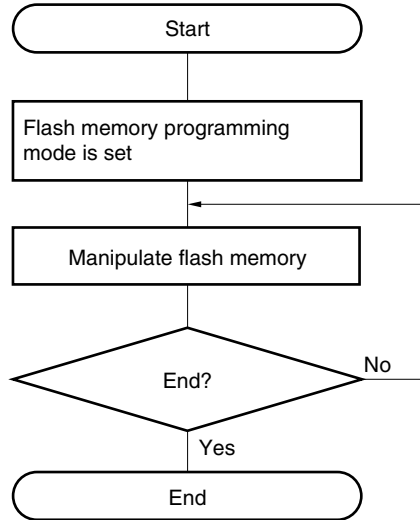 Start
Flash memory programming
mode is set
Manipulate flash memory
End?
No
Yes
End